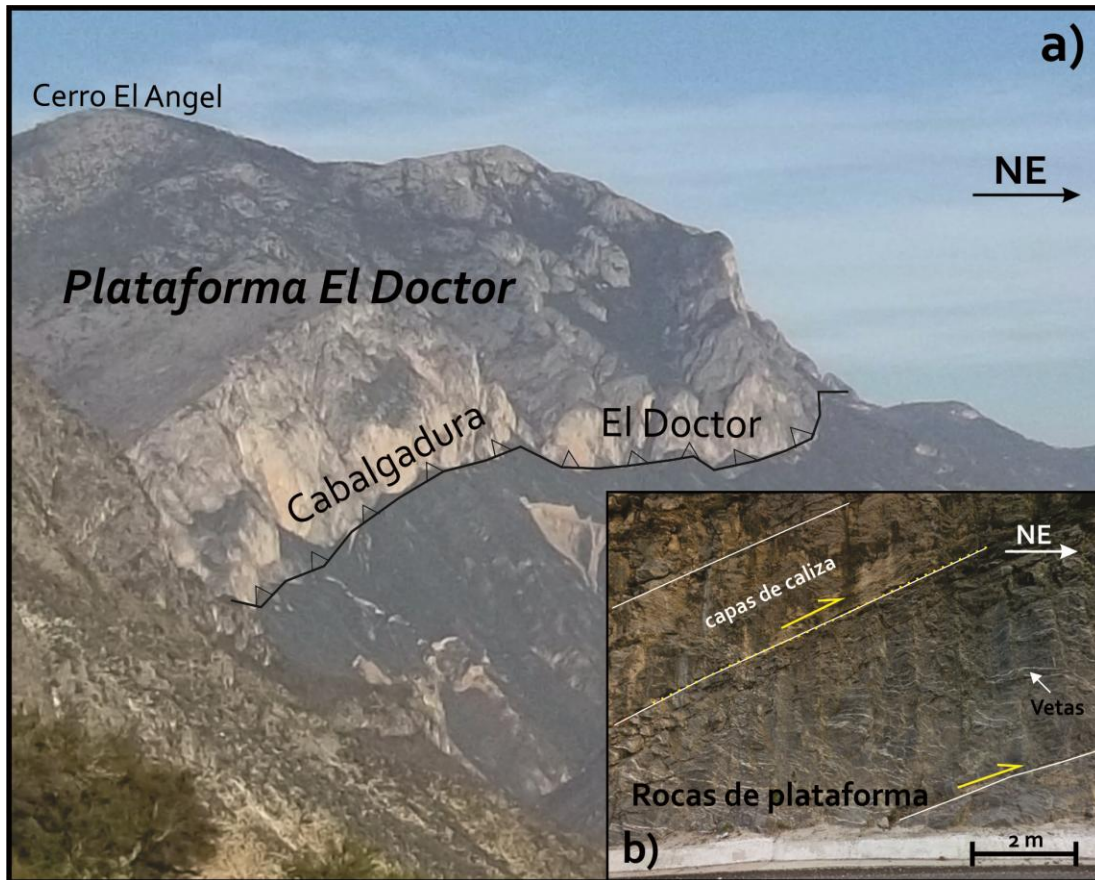 a)
Cerro El Angel
NE
Plataforma El Doctor
Cabalgadura
El Doctor
NE
capas de caliza
Vetas
Rocas de plataforma
b)
2 m